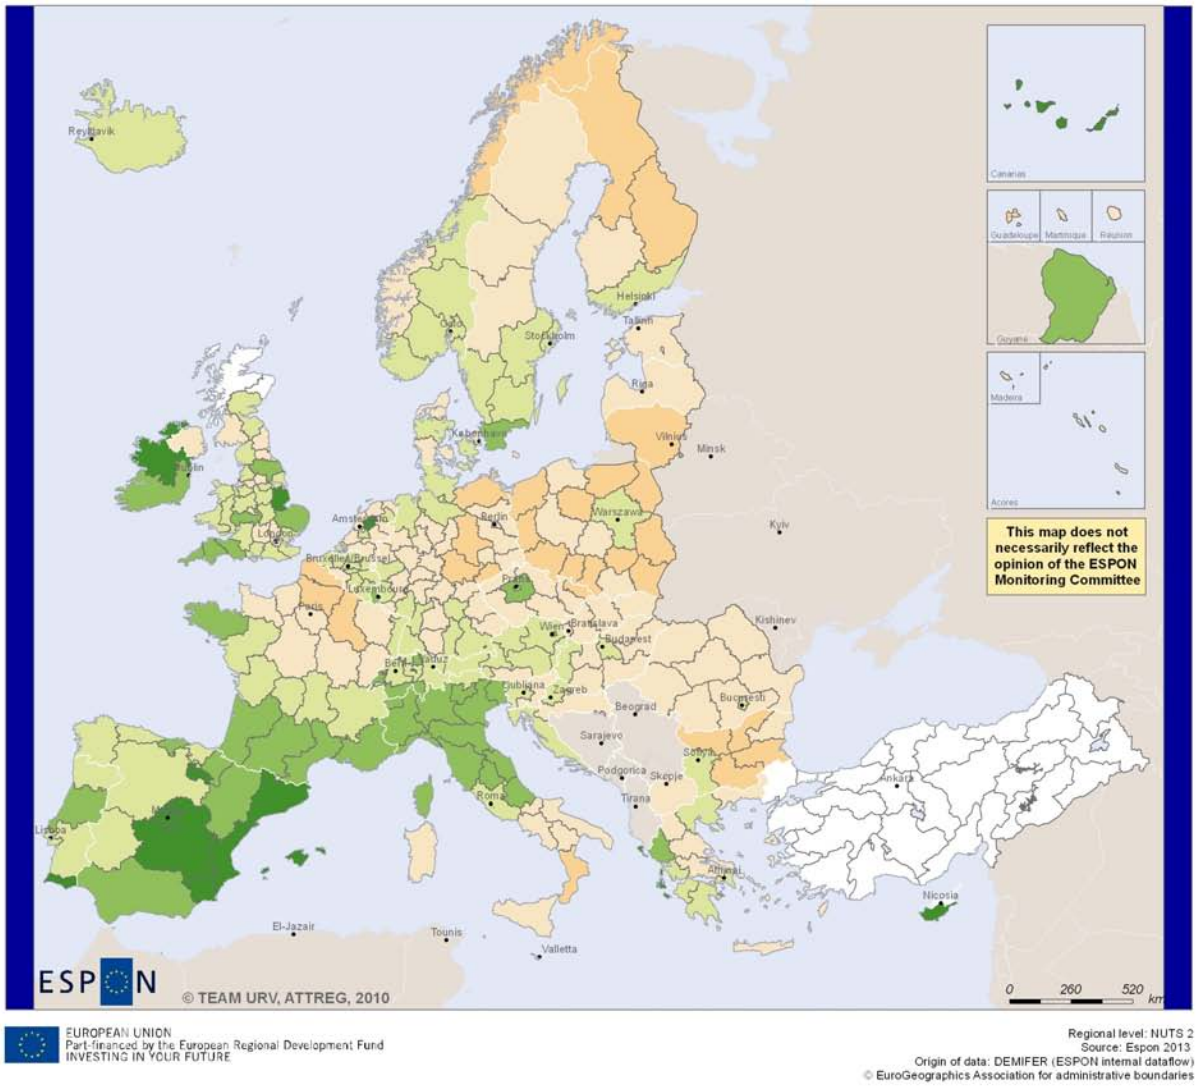 Reykjavik
Canarias
Guadeloupe
Martinique
Réunion
Guyane
Madeira
Acores
This map does not
necessarily reflect the
opinion of the ESPON
Monitoring Committee
Helsinki
Tallinn
Oslo
Stockholm
Riga
København
Vilnius
Minsk
Dublin
Warszawa
Amsterdam
Berlin
London
Kyiv
Bruxelles/Brussel
Praha
Luxembourg
Paris
Kishinev
Wien
Bratislava
Budapest
Bern
Vaduz
Ljubljana
Zagreb
Bucuresti
Beograd
Sarajevo
Sofiya
Podgorica
Skopje
Roma
Tirana
Ankara
Lisboa
Athinai
Nicosia
El-Jazair
Tounis
Valletta
ESPON
© TEAM URV, ATTREG, 2010
0 260 520
km
EUROPEAN UNION
Part-financed by the European Regional Development Fund
INVESTING IN YOUR FUTURE
Regional level: NUTS 2
Source: Espon 2013
Origin of data: DEMIFER (ESPON internal dataflow)
© EuroGeographics Association for administrative boundaries